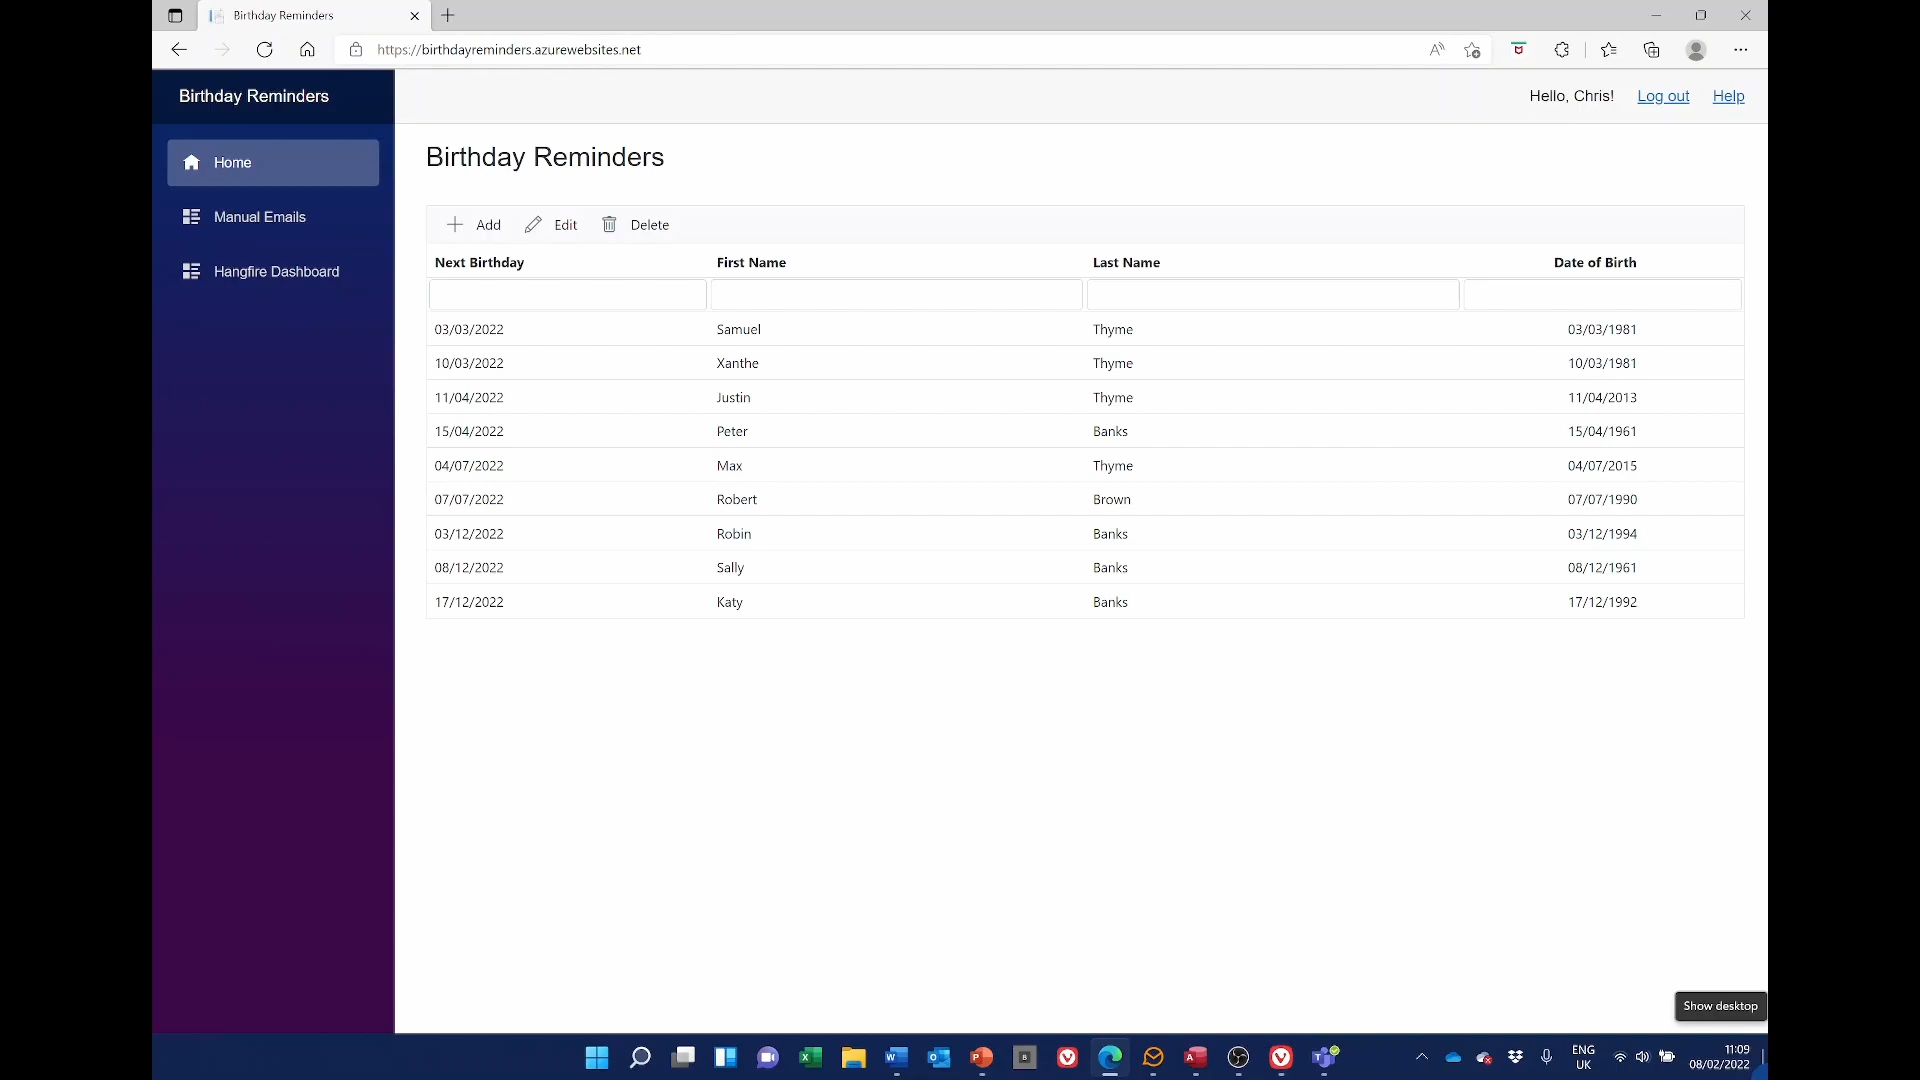 Birthday Reminders
https://birthdayreminders.azurewebsites.net
Birthday Reminders
Hello, Chris! Log out Help
Home
Manual Emails
Hangfire Dashboard
Birthday Reminders
Add Edit Delete
Next Birthday First Name Last Name Date of Birth
03/03/2022 Samuel Thyme 03/03/1981
10/03/2022 Xanthe Thyme 10/03/1981
11/04/2022 Justin Thyme 11/04/2013
15/04/2022 Peter Banks 15/04/1961
04/07/2022 Max Thyme 04/07/2015
07/07/2022 Robert Brown 07/07/1990
03/12/2022 Robin Banks 03/12/1994
08/12/2022 Sally Banks 08/12/1961
17/12/2022 Katy Banks 17/12/1992
Show desktop
ENG
UK
11:09
08/02/2022